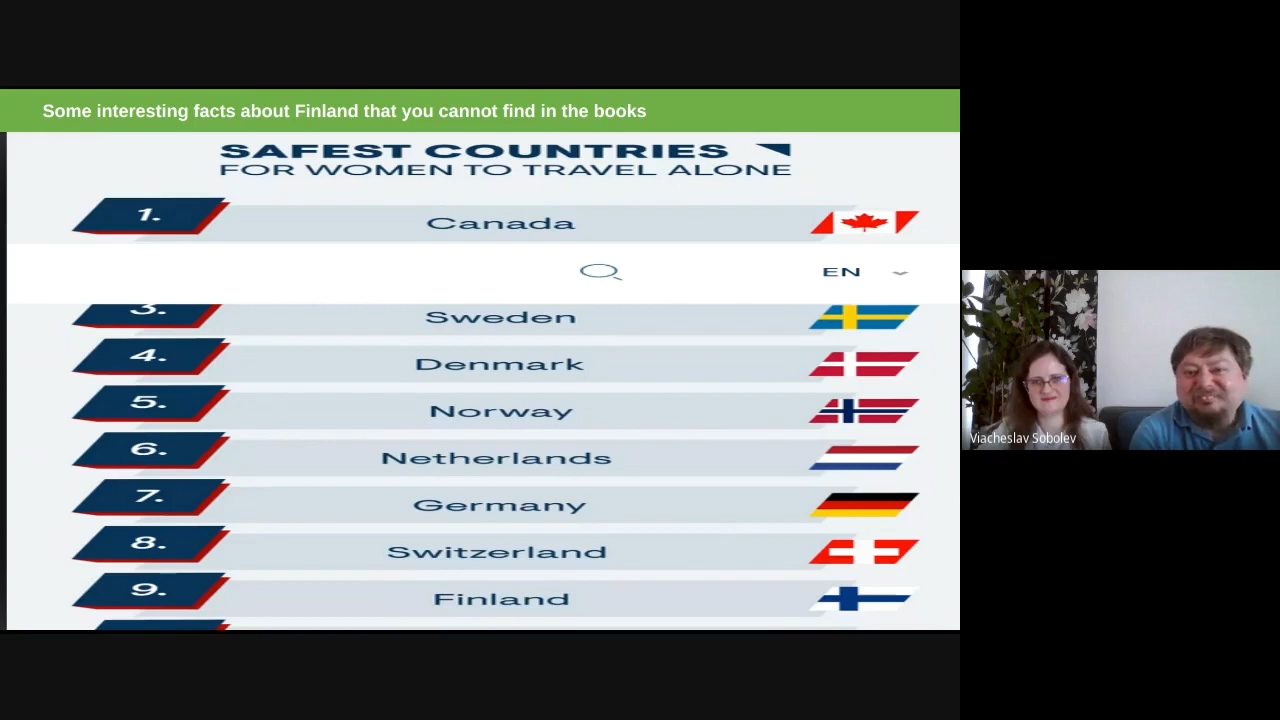 Some interesting facts about Finland that you cannot find in the books
SAFEST COUNTRIES
FOR WOMEN TO TRAVEL ALONE
1. Canada
EN
3. Sweden
4. Denmark
5. Norway
6. Netherlands
7. Germany
8. Switzerland
9. Finland
Viacheslav Sobolev